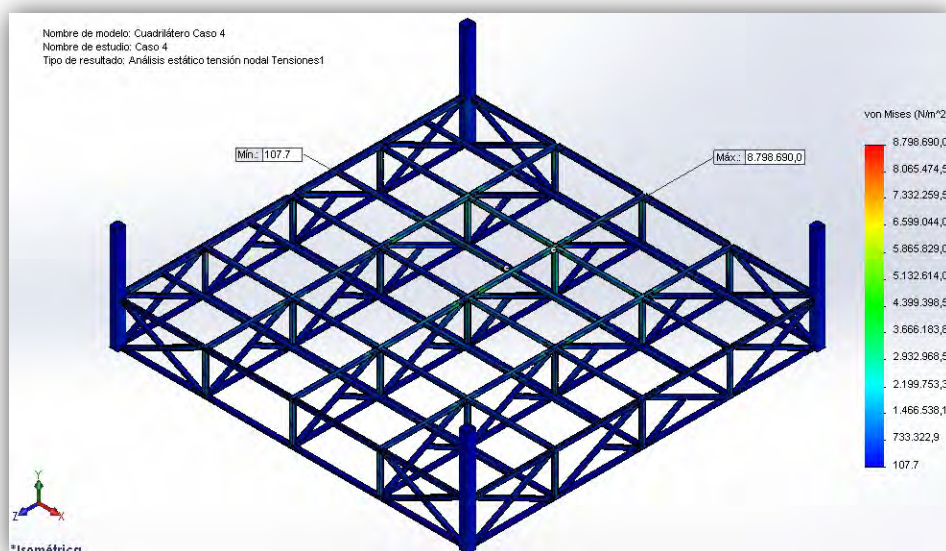 Nombre de modelo: Cuadrilátero Caso 4
Nombre de estudio: Caso 4
Tipo de resultado: Análisis estático tensión nodal Tensiones1
von Mises (N/m^2
Mín.: 107.7
Máx.: 8.798.690,0
8.798.690,0
8.065.474,5
7.332.259,5
6.599.044,0
5.865.829,0
5.132.614,0
4.399.398,5
3.666.183,8
2.932.968,5
2.199.753,3
1.466.538,1
733.322,9
107.7
Y
Z
X
*Isométrica